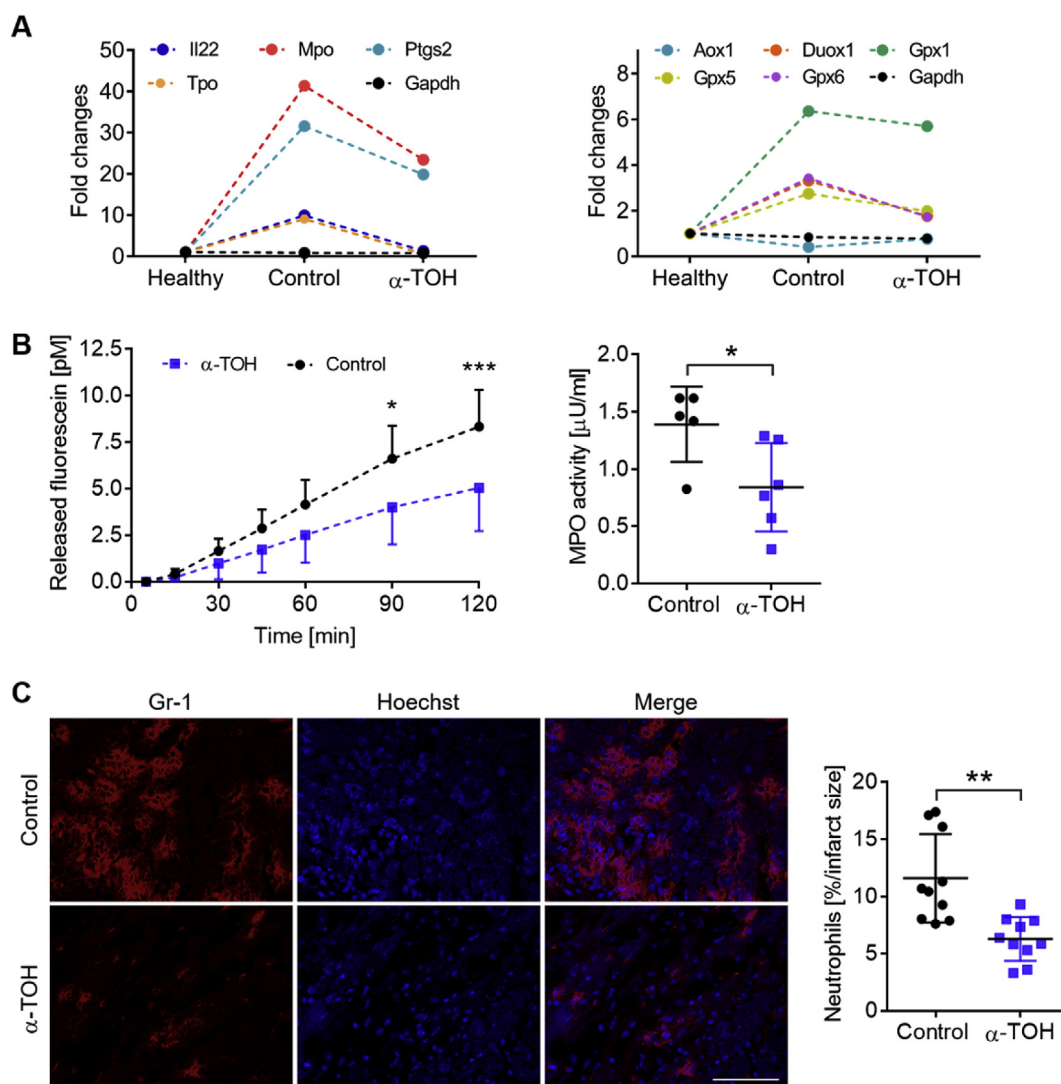 A
Il22 Mpo Ptgs2
Tpo Gapdh
Fold changes
50
40
30
20
10
0
Healthy Control α-TOH
Aox1 Duox1 Gpx1
Gpx5 Gpx6 Gapdh
Fold changes
8
6
4
2
0
Healthy Control α-TOH
B
α-TOH Control
Released fluorescein [pM]
12.5
10.0
7.5
5.0
2.5
0.0
* ***
0 30 60 90 120
Time [min]
MPO activity [µU/ml]
2.0
1.5
1.0
0.5
0.0
*
Control α-TOH
C
Gr-1 Hoechst Merge
Control
α-TOH
Neutrophils [%/infarct size]
20
15
10
5
0
**
Control α-TOH